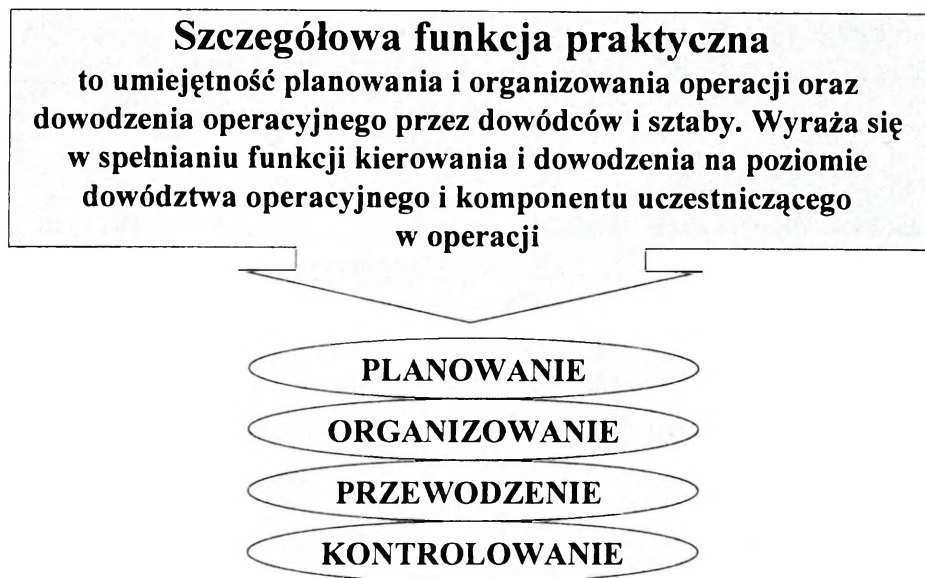 Szczegółowa funkcja praktyczna
to umiejętność planowania i organizowania operacji oraz
dowodzenia operacyjnego przez dowódców i sztaby. Wyraża się
w spełnianiu funkcji kierowania i dowodzenia na poziomie
dowództwa operacyjnego i komponentu uczestniczącego
w operacji
PLANOWANIE
ORGANIZOWANIE
PRZEWODZENIE
KONTROLOWANIE